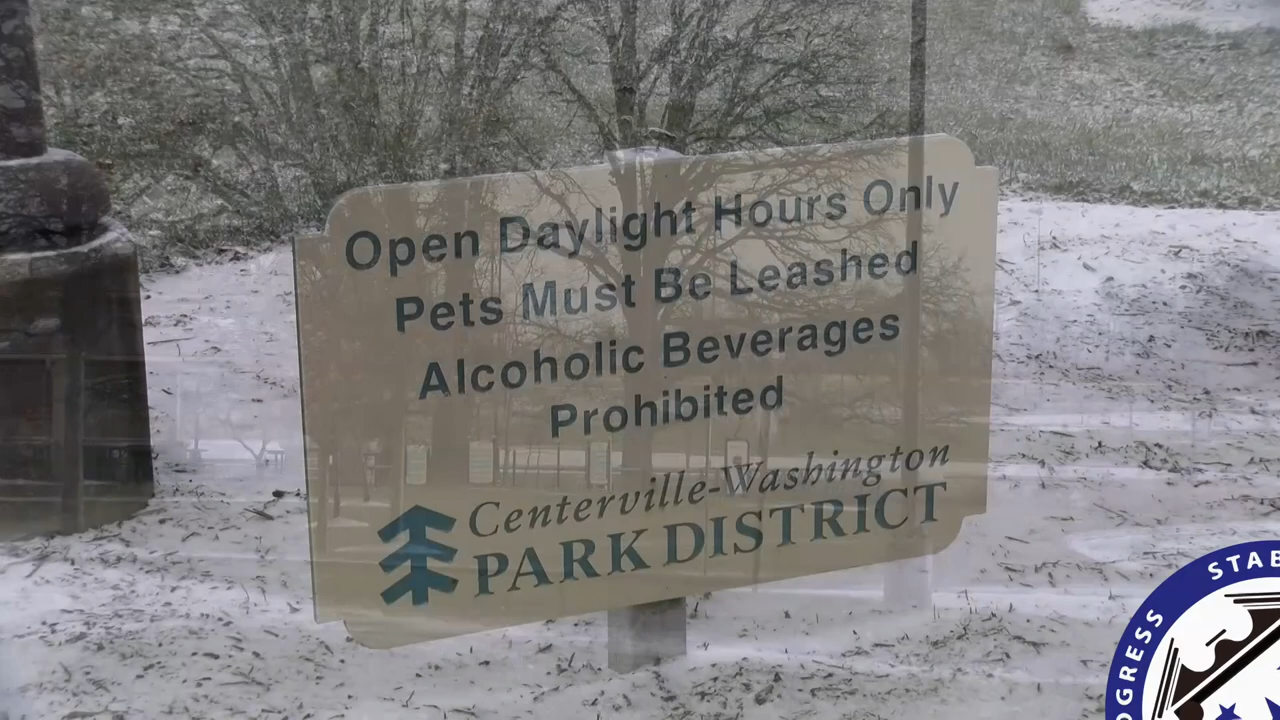 Open Daylight Hours Only
Pets Must Be Leashed
Alcoholic Beverages
Prohibited
Centerville-Washington
PARK DISTRICT